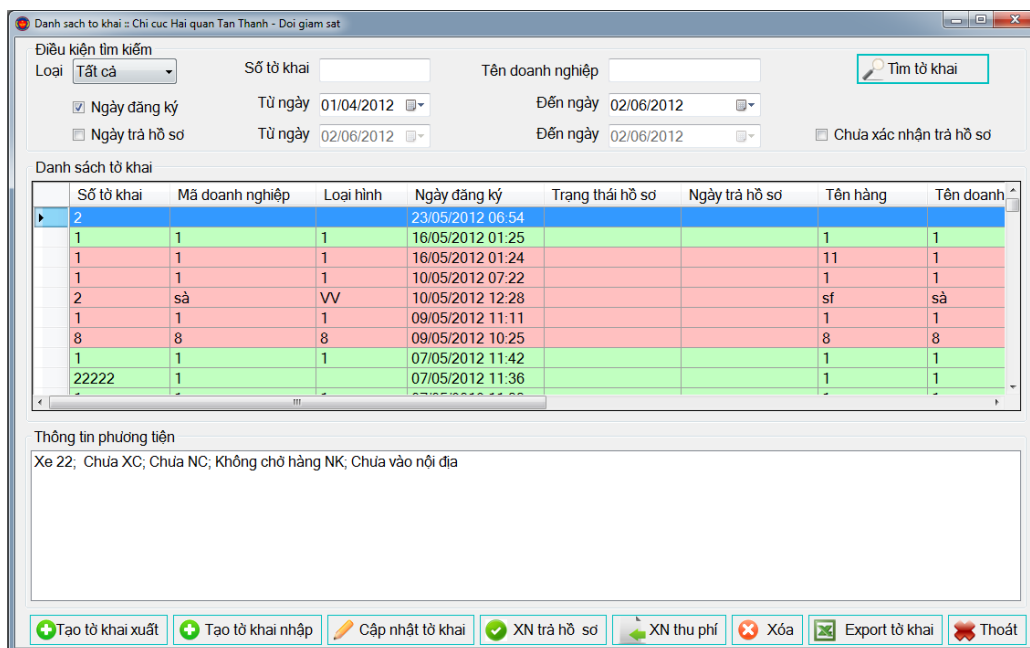 Danh sach to khai :: Chi cuc Hai quan Tan Thanh - Doi giam sat
Điều kiện tìm kiếm
Loại Tất cả Số tờ khai Tên doanh nghiệp Tìm tờ khai
Ngày đăng ký Từ ngày 01/04/2012 Đến ngày 02/06/2012
Ngày trả hồ sơ Từ ngày 02/06/2012 Đến ngày 02/06/2012 Chưa xác nhận trả hồ sơ
Danh sách tờ khai
Số tờ khai Mã doanh nghiệp Loại hình Ngày đăng ký Trạng thái hồ sơ Ngày trả hồ sơ Tên hàng Tên doanh
2 23/05/2012 06:54
1 1 1 16/05/2012 01:25 1 1
1 1 1 16/05/2012 01:24 11 1
1 1 1 10/05/2012 07:22 1 1
2 sà VV 10/05/2012 12:28 sf sà
1 1 1 09/05/2012 11:11 1 1
8 8 8 09/05/2012 10:25 8 8
1 1 1 07/05/2012 11:42 1 1
22222 1 07/05/2012 11:36 1 1
Thông tin phương tiện
Xe 22; Chưa XC; Chưa NC; Không chở hàng NK; Chưa vào nội địa
Tạo tờ khai xuất Tạo tờ khai nhập Cập nhật tờ khai XN trả hồ sơ XN thu phí Xóa Export tờ khai Thoát